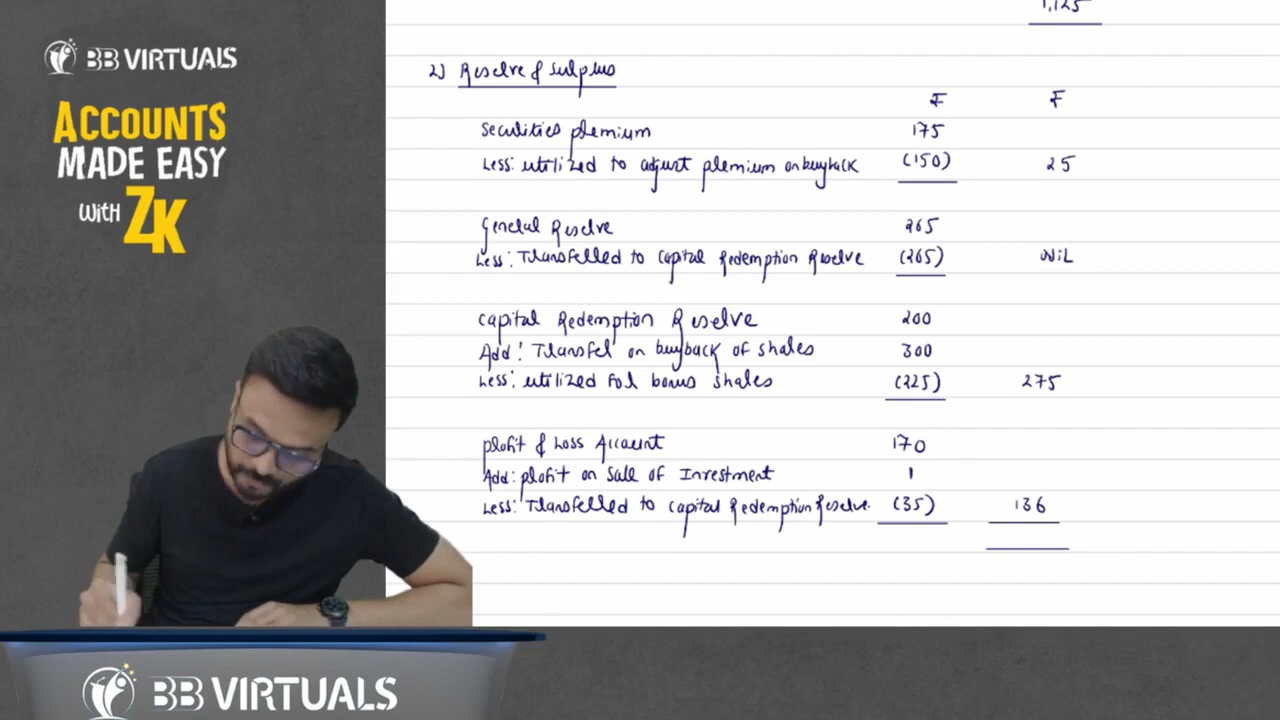 BB VIRTUALS
ACCOUNTS
MADE EASY
WITH ZK
1,125
2) Reserve & Surplus
₹ ₹
Securities premium 175
Less: utilized to adjust premium on buyback (150) 25
General Reserve 265
Less: Transferred to Capital Redemption Reserve (265) NIL
Capital Redemption Reserve 200
Add: Transfer on buyback of shares 300
Less: utilized for bonus shares (225) 275
Profit & Loss Account 170
Add: profit on Sale of Investment 1
Less: Transferred to Capital Redemption Reserve. (35) 136
BB VIRTUALS